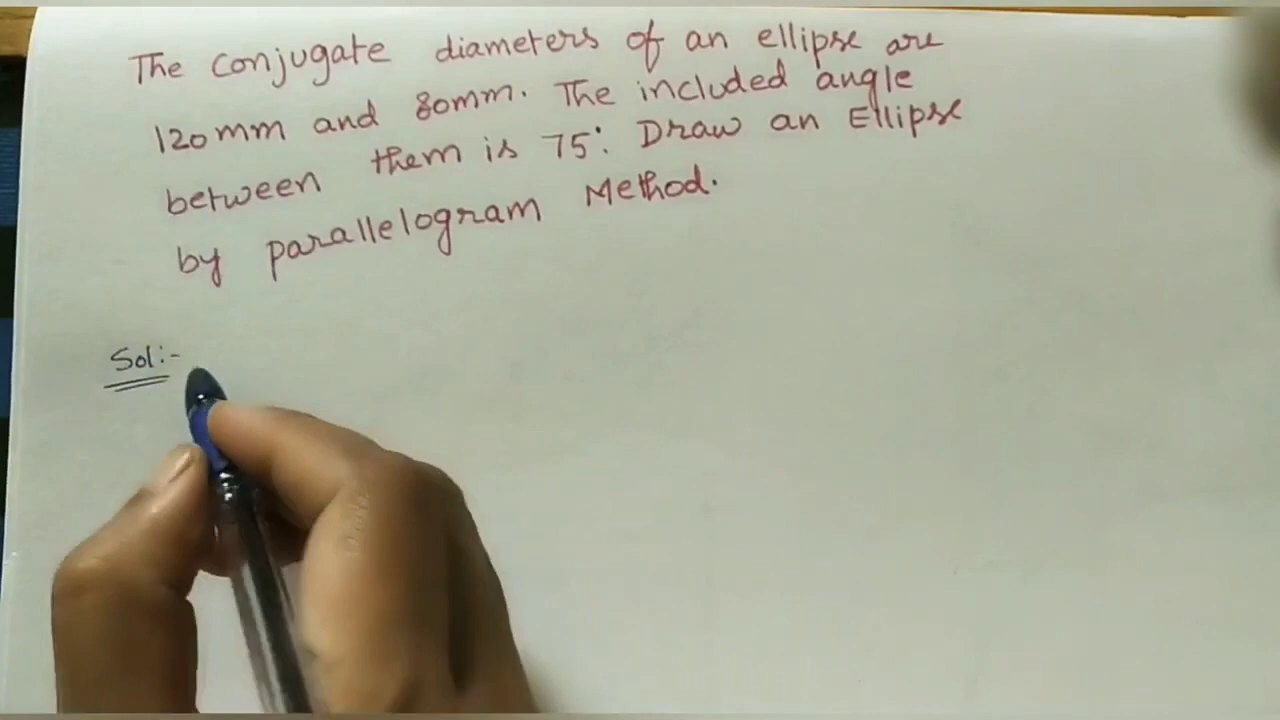 The conjugate diameters of an ellipse are
120mm and 80mm. The included angle
between them is 75°. Draw an Ellipse
by parallelogram Method.
Sol:-